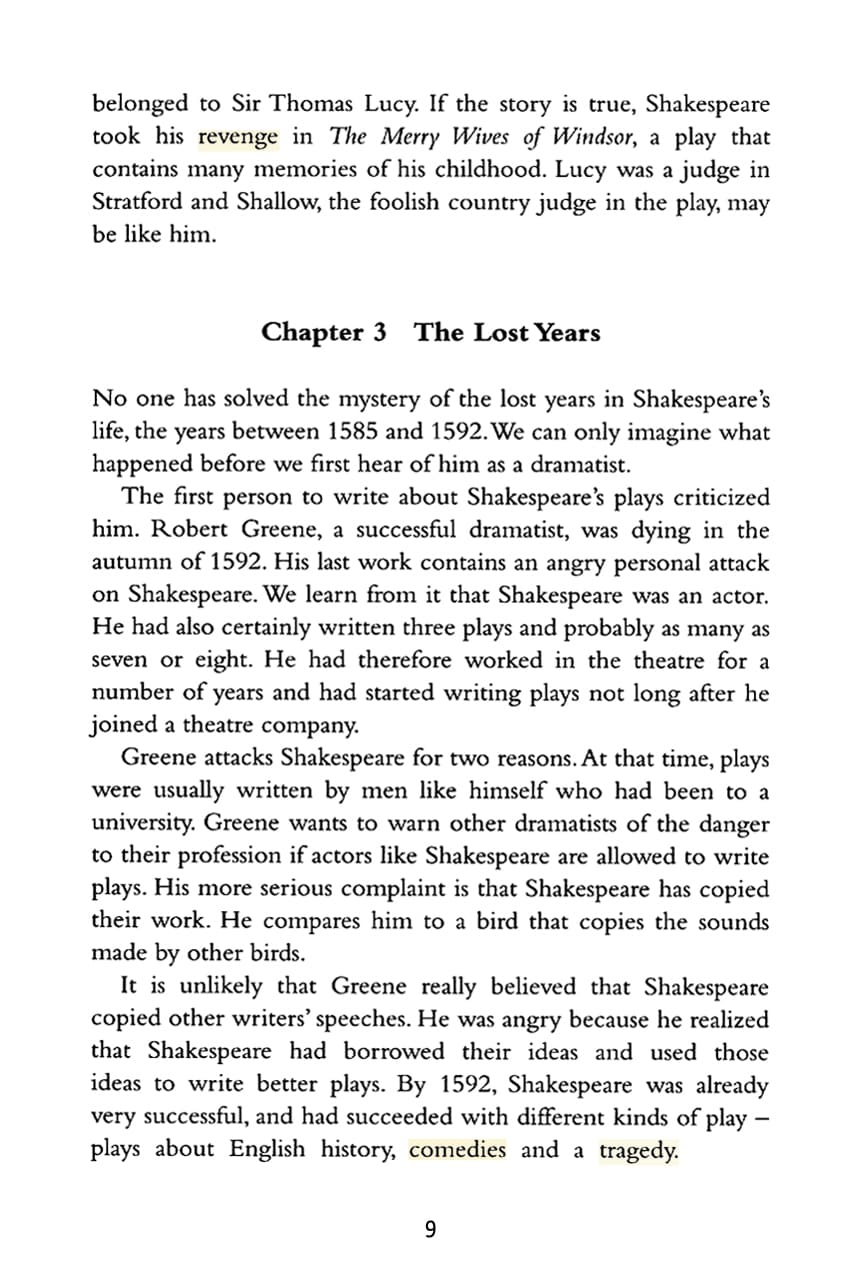 belonged to Sir Thomas Lucy. If the story is true, Shakespeare
took his revenge in The Merry Wives of Windsor, a play that
contains many memories of his childhood. Lucy was a judge in
Stratford and Shallow, the foolish country judge in the play, may
be like him.
Chapter 3 The Lost Years
No one has solved the mystery of the lost years in Shakespeare’s
life, the years between 1585 and 1592. We can only imagine what
happened before we first hear of him as a dramatist.
The first person to write about Shakespeare’s plays criticized
him. Robert Greene, a successful dramatist, was dying in the
autumn of 1592. His last work contains an angry personal attack
on Shakespeare. We learn from it that Shakespeare was an actor.
He had also certainly written three plays and probably as many as
seven or eight. He had therefore worked in the theatre for a
number of years and had started writing plays not long after he
joined a theatre company.
Greene attacks Shakespeare for two reasons. At that time, plays
were usually written by men like himself who had been to a
university. Greene wants to warn other dramatists of the danger
to their profession if actors like Shakespeare are allowed to write
plays. His more serious complaint is that Shakespeare has copied
their work. He compares him to a bird that copies the sounds
made by other birds.
It is unlikely that Greene really believed that Shakespeare
copied other writers’ speeches. He was angry because he realized
that Shakespeare had borrowed their ideas and used those
ideas to write better plays. By 1592, Shakespeare was already
very successful, and had succeeded with different kinds of play –
plays about English history, comedies and a tragedy.
9